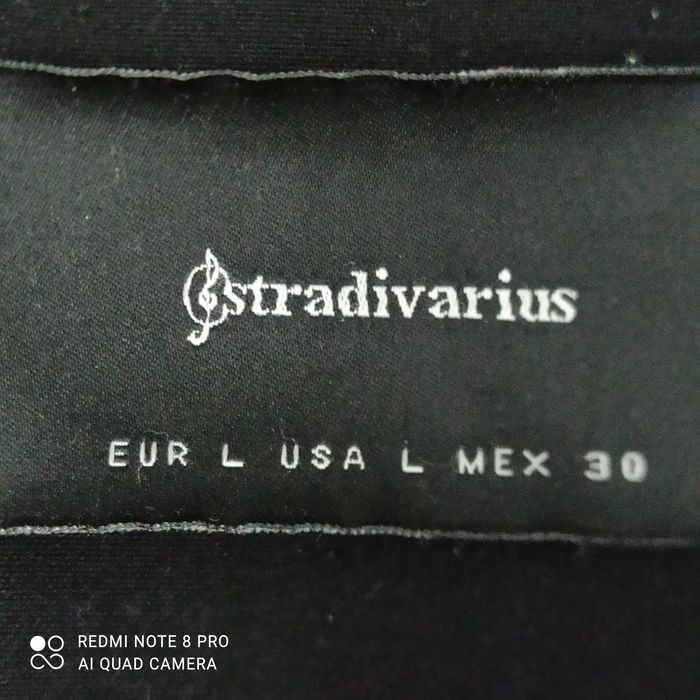 stradivarius
EUR L USA L MEX 30
REDMI NOTE 8 PRO
AI QUAD CAMERA